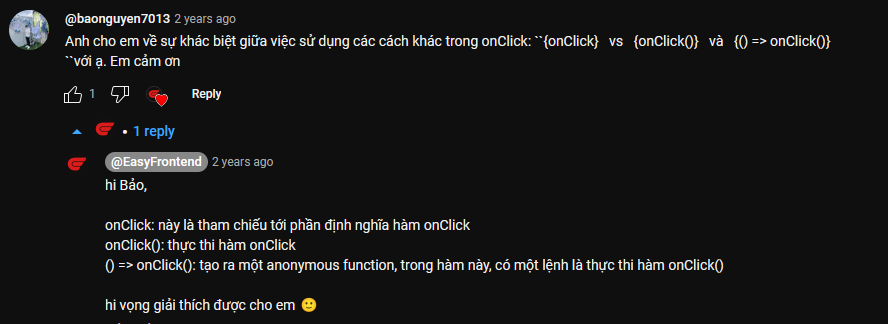 @baonguyen7013 2 years ago
Anh cho em về sự khác biệt giữa việc sử dụng các cách khác trong onClick: ``{onClick} vs {onClick()} và {() => onClick()}
``với ạ. Em cảm ơn
1 Reply
• 1 reply
@EasyFrontend 2 years ago
hi Bảo,
onClick: này là tham chiếu tới phần định nghĩa hàm onClick
onClick(): thực thi hàm onClick
() => onClick(): tạo ra một anonymous function, trong hàm này, có một lệnh là thực thi hàm onClick()
hi vọng giải thích được cho em 🙂